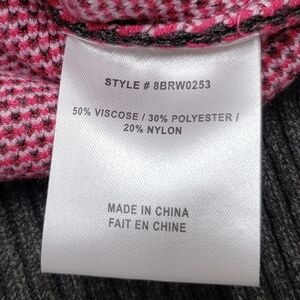 STYLE # 8BRW0253
50% VISCOSE / 30% POLYESTER /
20% NYLON
MADE IN CHINA
FAIT EN CHINE